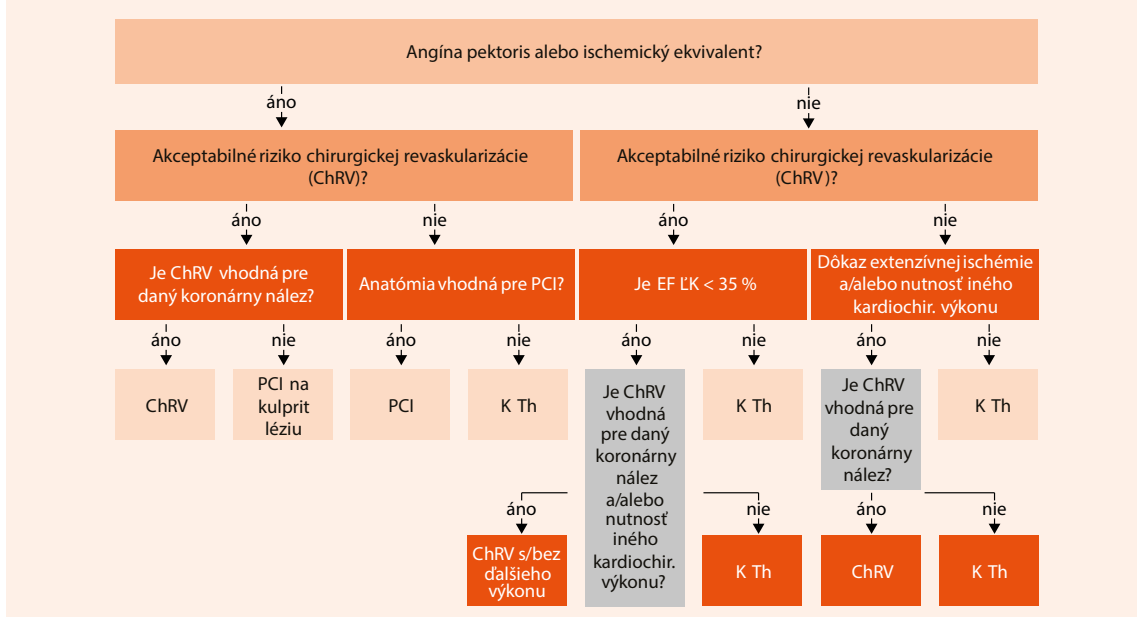 Angína pektoris alebo ischemický ekvivalent?
áno
nie
Akceptabilné riziko chirurgickej revaskularizácie
(ChRV)?
Akceptabilné riziko chirurgickej revaskularizácie
(ChRV)?
áno
nie
áno
nie
Je ChRV vhodná pre
daný koronárny nález?
Anatómia vhodná pre PCI?
Je EF ĽK < 35 %
Dôkaz extenzívnej ischémie
a/alebo nutnosť iného
kardiochir. výkonu
áno
nie
áno
nie
áno
nie
áno
nie
ChRV
PCI na
kulprit
léziu
PCI
K Th
Je ChRV
vhodná
pre daný
koronárny
nález
a/alebo
nutnosť
iného
kardiochir.
výkonu?
K Th
Je ChRV
vhodná pre
daný
koronárny
nález?
K Th
áno
nie
áno
nie
ChRV s/bez
ďalšieho
výkonu
K Th
ChRV
K Th